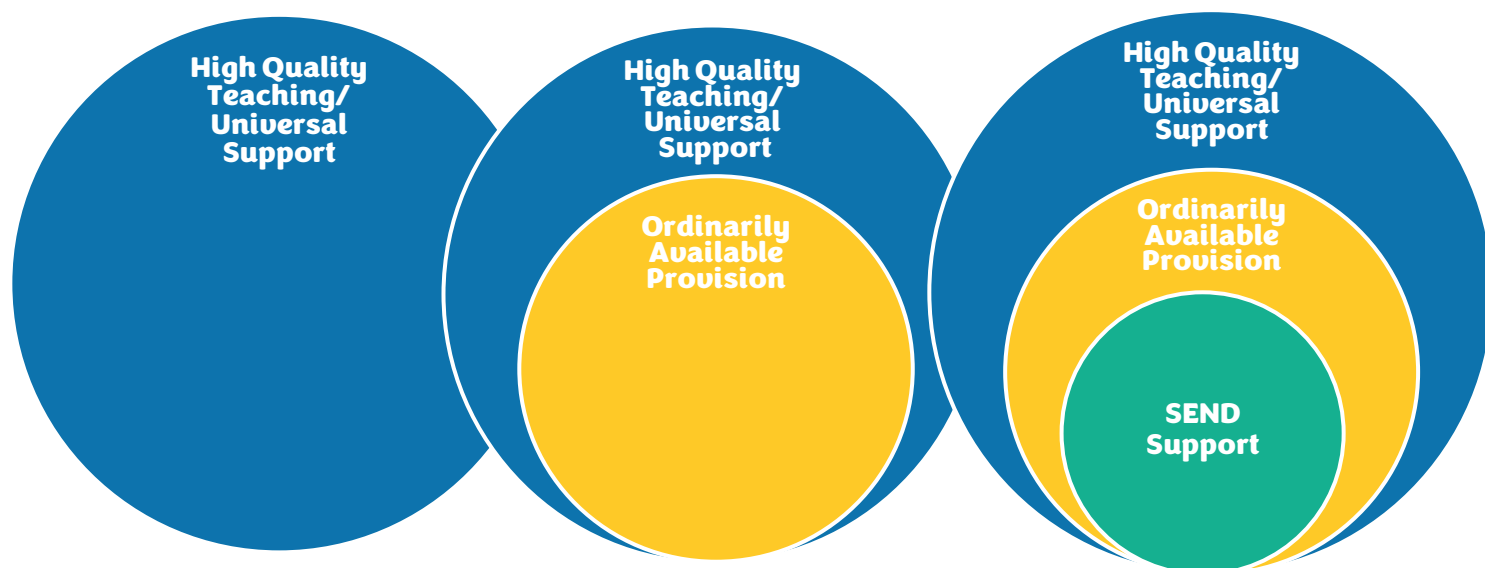 High Quality
Teaching/
Universal
Support
High Quality
Teaching/
Universal
Support
Ordinarily
Available
Provision
High Quality
Teaching/
Universal
Support
Ordinarily
Available
Provision
SEND
Support